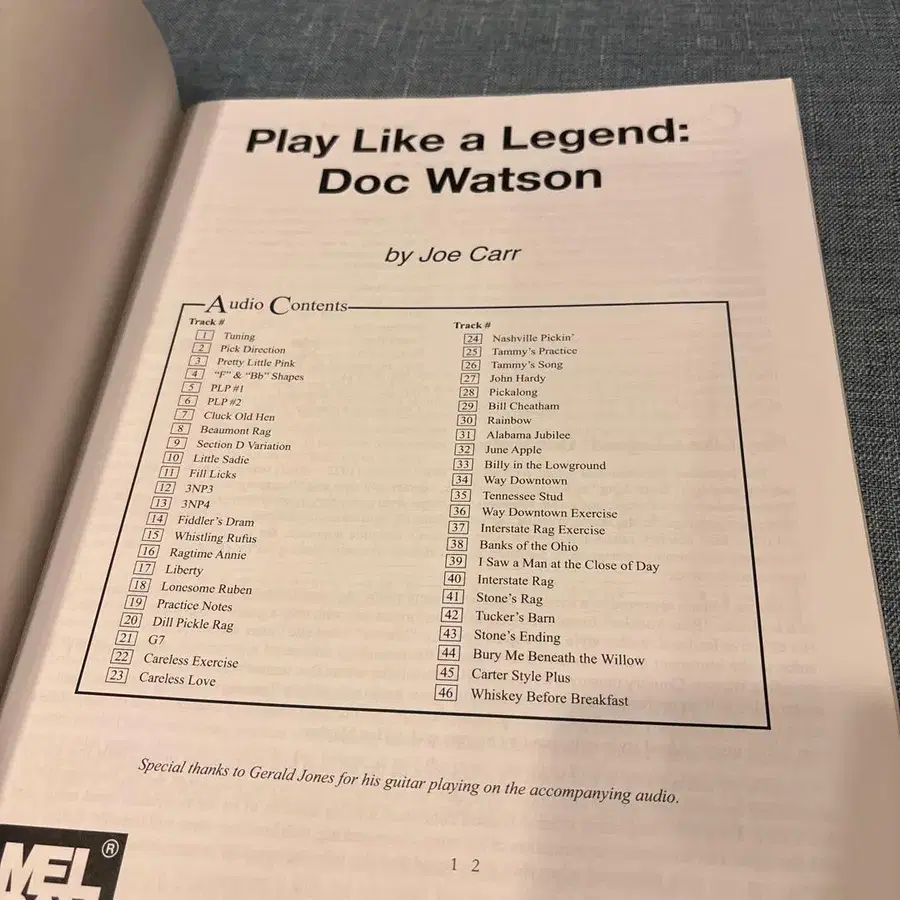 Play Like a Legend:
Doc Watson
by Joe Carr
Audio Contents
Track #
1 Tuning
2 Pick Direction
3 Pretty Little Pink
4 "F" & "Bb" Shapes
5 PLP #1
6 PLP #2
7 Cluck Old Hen
8 Beaumont Rag
9 Section D Variation
10 Little Sadie
11 Fill Licks
12 3NP3
13 3NP4
14 Fiddler's Dram
15 Whistling Rufus
16 Ragtime Annie
17 Liberty
18 Lonesome Ruben
19 Practice Notes
20 Dill Pickle Rag
21 G7
22 Careless Exercise
23 Careless Love
Track #
24 Nashville Pickin'
25 Tammy's Practice
26 Tammy's Song
27 John Hardy
28 Pickalong
29 Bill Cheatham
30 Rainbow
31 Alabama Jubilee
32 June Apple
33 Billy in the Lowground
34 Way Downtown
35 Tennessee Stud
36 Way Downtown Exercise
37 Interstate Rag Exercise
38 Banks of the Ohio
39 I Saw a Man at the Close of Day
40 Interstate Rag
41 Stone's Rag
42 Tucker's Barn
43 Stone's Ending
44 Bury Me Beneath the Willow
45 Carter Style Plus
46 Whiskey Before Breakfast
Special thanks to Gerald Jones for his guitar playing on the accompanying audio.
MEL ®
1 2